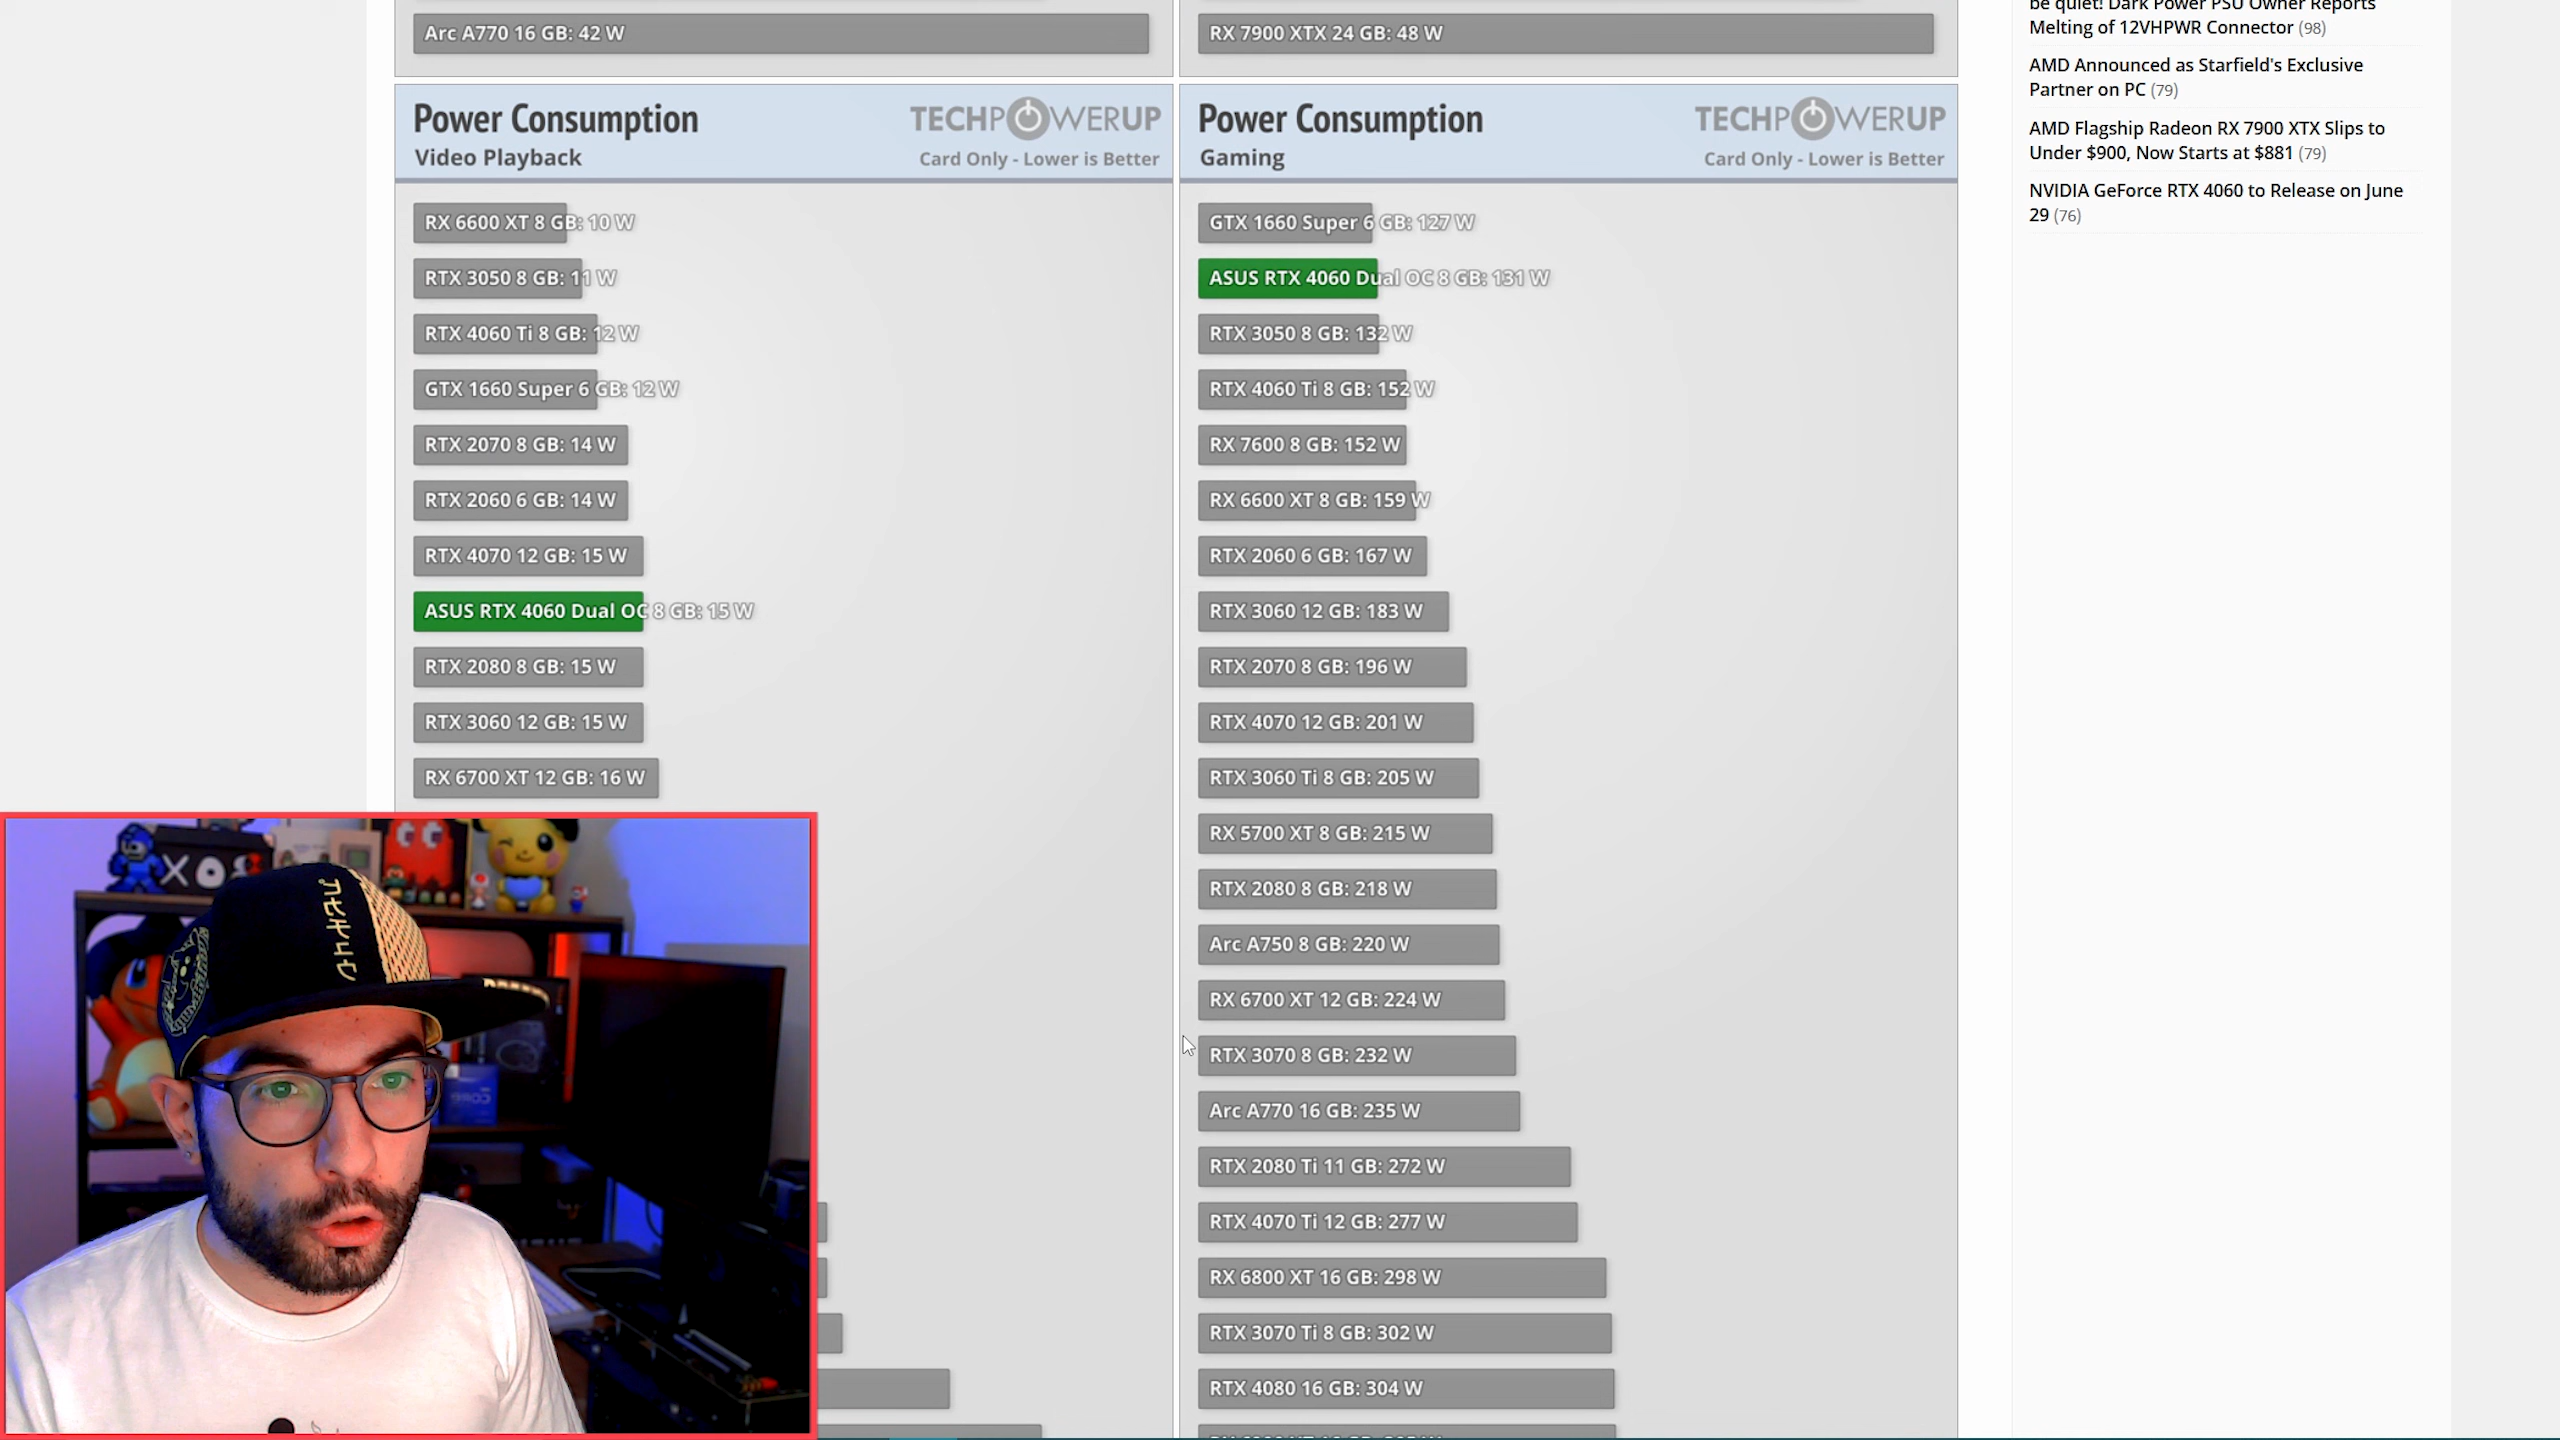 Arc A770 16 GB: 42 W
RX 7900 XTX 24 GB: 48 W
Power Consumption
Video Playback
TECHPOWERUP
Card Only - Lower is Better
RX 6600 XT 8 GB: 10 W
RTX 3050 8 GB: 11 W
RTX 4060 Ti 8 GB: 12 W
GTX 1660 Super 6 GB: 12 W
RTX 2070 8 GB: 14 W
RTX 2060 6 GB: 14 W
RTX 4070 12 GB: 15 W
ASUS RTX 4060 Dual OC 8 GB: 15 W
RTX 2080 8 GB: 15 W
RTX 3060 12 GB: 15 W
RX 6700 XT 12 GB: 16 W
Power Consumption
Gaming
TECHPOWERUP
Card Only - Lower is Better
GTX 1660 Super 6 GB: 127 W
ASUS RTX 4060 Dual OC 8 GB: 131 W
RTX 3050 8 GB: 132 W
RTX 4060 Ti 8 GB: 152 W
RX 7600 8 GB: 152 W
RX 6600 XT 8 GB: 159 W
RTX 2060 6 GB: 167 W
RTX 3060 12 GB: 183 W
RTX 2070 8 GB: 196 W
RTX 4070 12 GB: 201 W
RTX 3060 Ti 8 GB: 205 W
RX 5700 XT 8 GB: 215 W
RTX 2080 8 GB: 218 W
Arc A750 8 GB: 220 W
RX 6700 XT 12 GB: 224 W
RTX 3070 8 GB: 232 W
Arc A770 16 GB: 235 W
RTX 2080 Ti 11 GB: 272 W
RTX 4070 Ti 12 GB: 277 W
RX 6800 XT 16 GB: 298 W
RTX 3070 Ti 8 GB: 302 W
RTX 4080 16 GB: 304 W
be quiet! Dark Power PSU Owner Reports
Melting of 12VHPWR Connector (98)
AMD Announced as Starfield's Exclusive
Partner on PC (79)
AMD Flagship Radeon RX 7900 XTX Slips to
Under $900, Now Starts at $881 (79)
NVIDIA GeForce RTX 4060 to Release on June
29 (76)